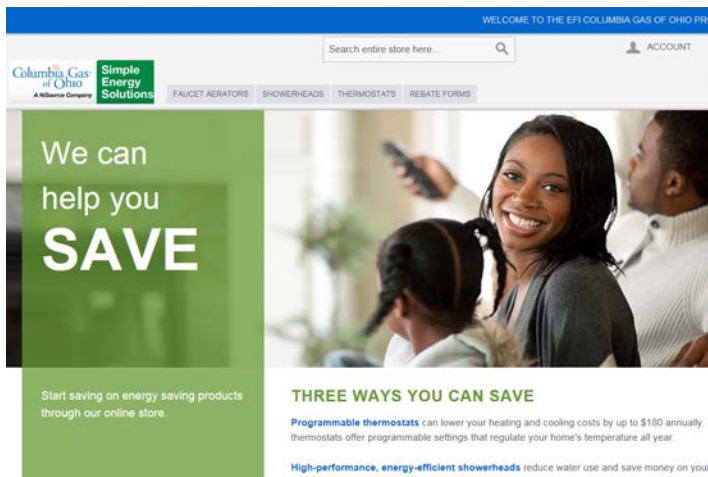 WELCOME TO THE EFI COLUMBIA GAS OF OHIO
Search entire store here...
ACCOUNT
Columbia Gas
of Ohio
A NiSource Company
Simple
Energy
Solutions
FAUCET AERATORS SHOWERHEADS THERMOSTATS REBATE FORMS
We can
help you
SAVE
Start saving on energy saving products
through our online store.
THREE WAYS YOU CAN SAVE
Programmable thermostats can lower your heating and cooling costs by up to $180 annually.
thermostats offer programmable settings that regulate your home's temperature all year.
High-performance, energy-efficient showerheads reduce water use and save money on your